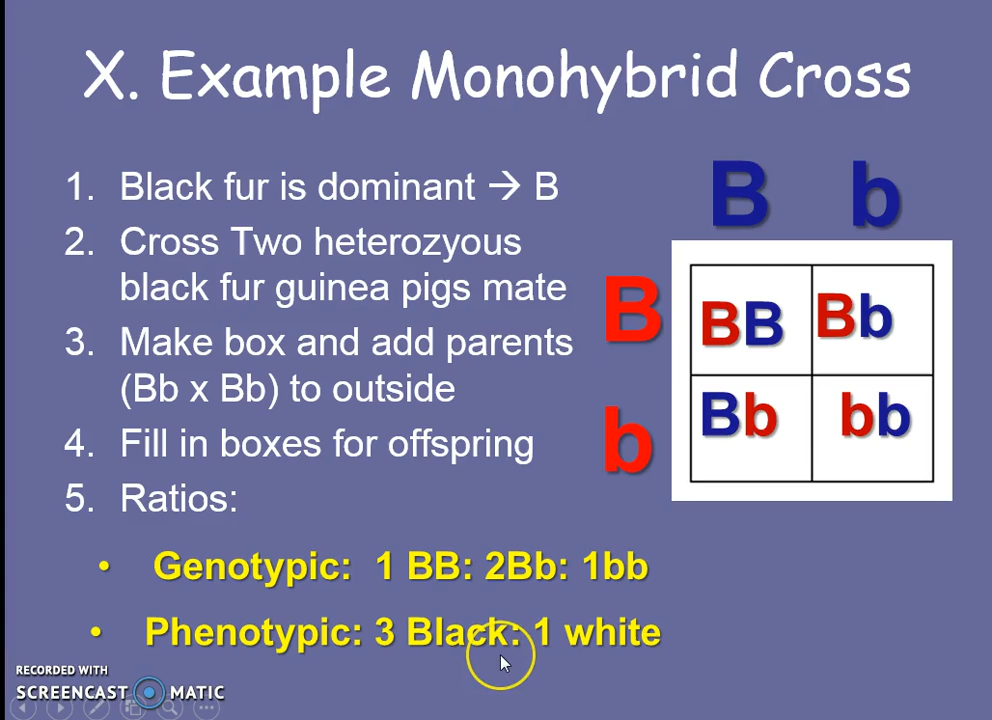 X. Example Monohybrid Cross
1. Black fur is dominant → B
2. Cross Two heterozyous
black fur guinea pigs mate
3. Make box and add parents
(Bb x Bb) to outside
4. Fill in boxes for offspring
5. Ratios:
• Genotypic: 1 BB: 2Bb: 1bb
• Phenotypic: 3 Black: 1 white
B b
B BB Bb
b Bb bb
RECORDED WITH
SCREENCAST MATIC